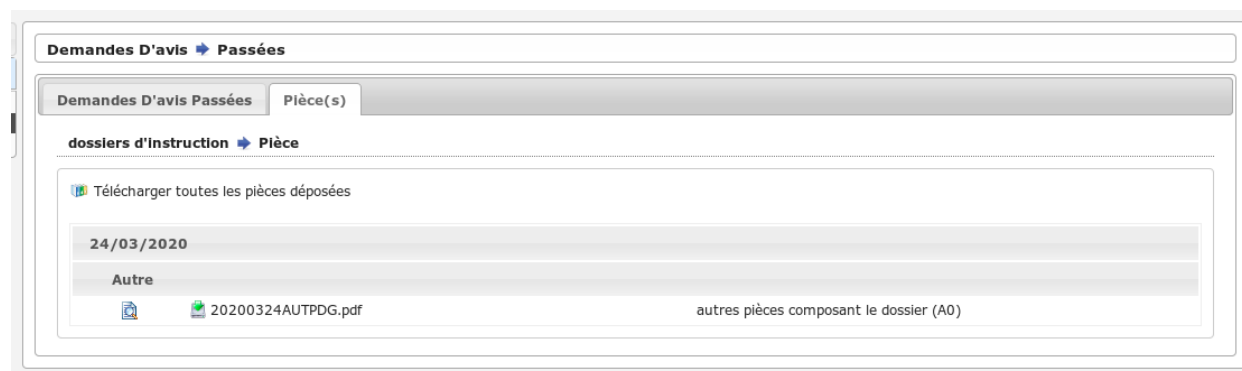 Demandes D'avis Passées
Demandes D'avis Passées Pièce(s)
dossiers d'instruction Pièce
Télécharger toutes les pièces déposées
24/03/2020
Autre
20200324AUTPDG.pdf autres pièces composant le dossier (A0)